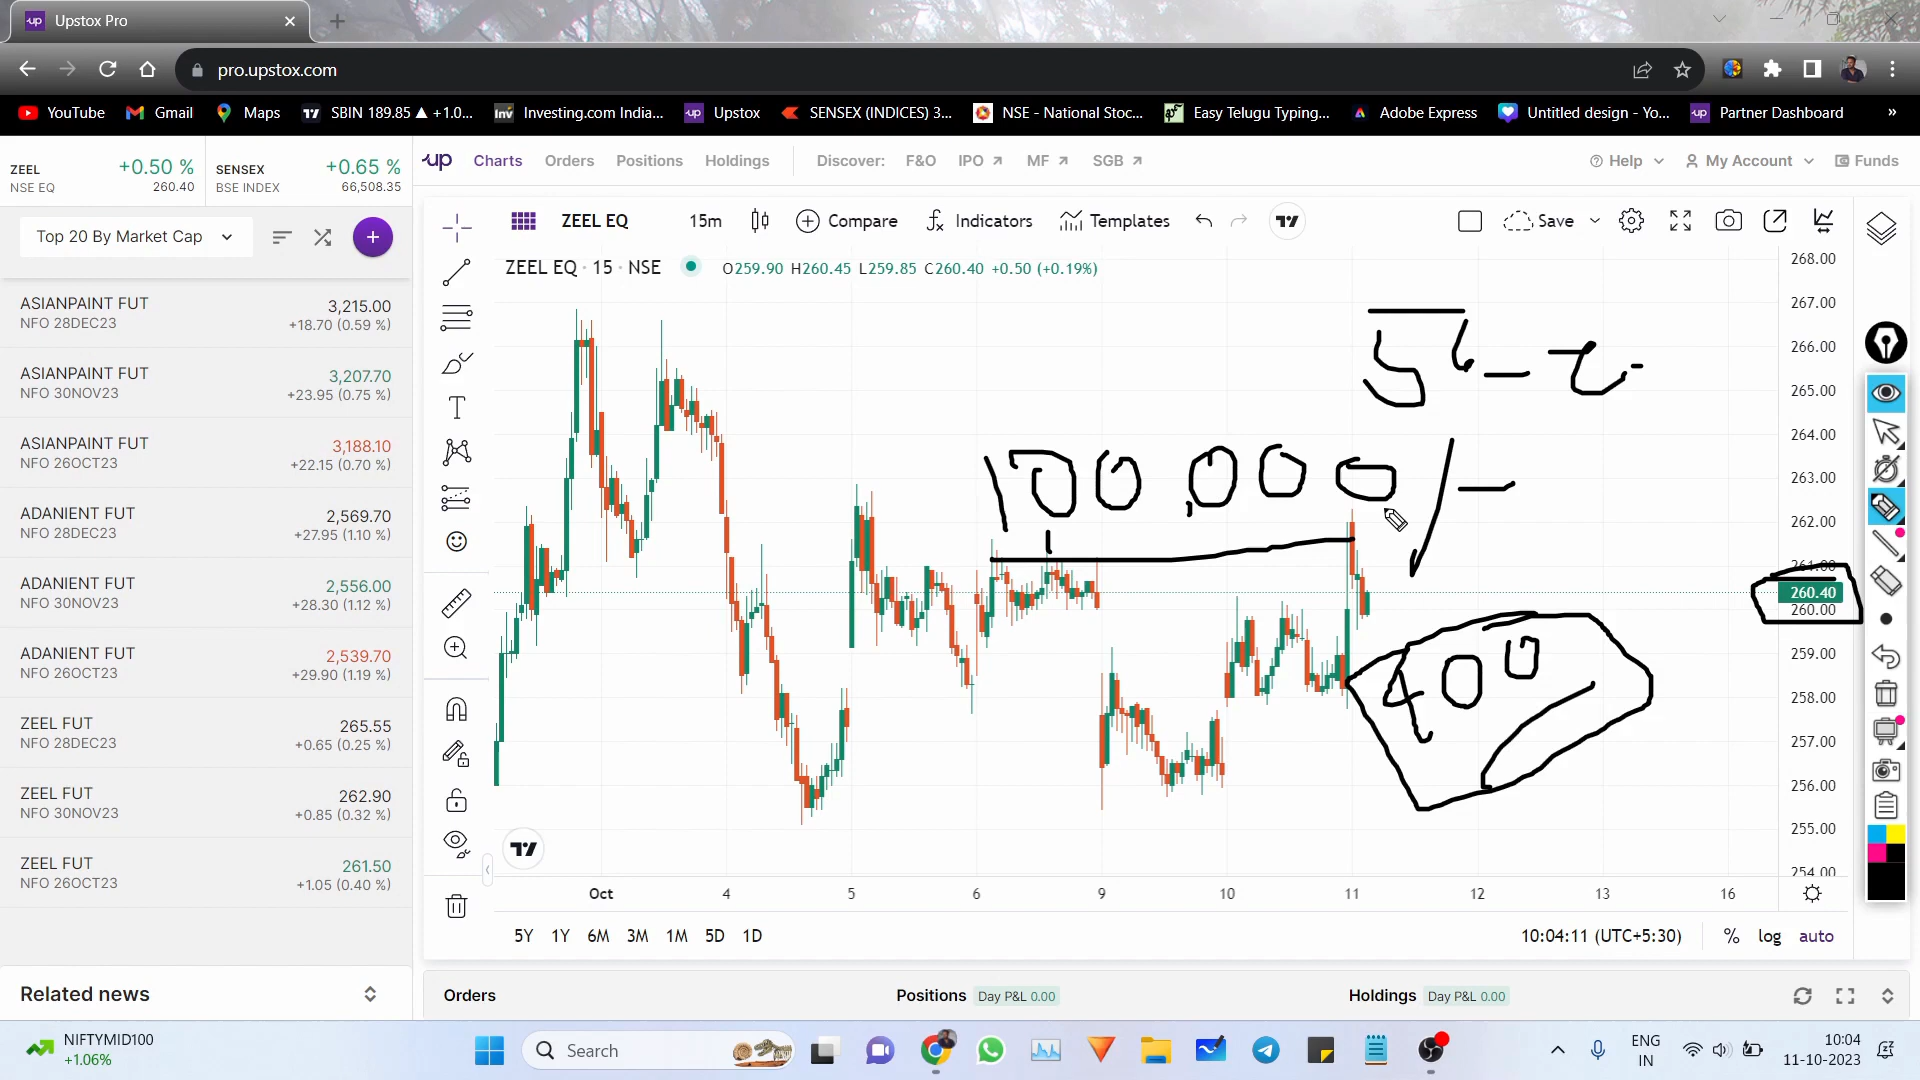 Upstox Pro
pro.upstox.com
YouTube Gmail Maps SBIN 189.85 ▲ +1.0... Investing.com India... Upstox SENSEX (INDICES) 3... NSE - National Stoc... Easy Telugu Typing... Adobe Express Untitled design - Yo... Partner Dashboard »
ZEEL +0.50 % SENSEX +0.65 %
NSE EQ 260.40 BSE INDEX 66,508.35
up Charts Orders Positions Holdings Discover: F&O IPO MF SGB Help My Account Funds
Top 20 By Market Cap
ZEEL EQ 15m Compare Indicators Templates Save
ZEEL EQ · 15 · NSE O259.90 H260.45 L259.85 C260.40 +0.50 (+0.19%)
ASIANPAINT FUT 3,215.00
NFO 28DEC23 +18.70 (0.59 %)
ASIANPAINT FUT 3,207.70
NFO 30NOV23 +23.95 (0.75 %)
ASIANPAINT FUT 3,188.10
NFO 26OCT23 +22.15 (0.70 %)
ADANIENT FUT 2,569.70
NFO 28DEC23 +27.95 (1.10 %)
ADANIENT FUT 2,556.00
NFO 30NOV23 +28.30 (1.12 %)
ADANIENT FUT 2,539.70
NFO 26OCT23 +29.90 (1.19 %)
ZEEL FUT 265.55
NFO 28DEC23 +0.65 (0.25 %)
ZEEL FUT 262.90
NFO 30NOV23 +0.85 (0.32 %)
ZEEL FUT 261.50
NFO 26OCT23 +1.05 (0.40 %)
100,000/-
400
268.00
267.00
266.00
265.00
264.00
263.00
262.00
261.00
260.40
260.00
259.00
258.00
257.00
256.00
255.00
254.00
Oct 4 5 6 9 10 11 12 13 16
5Y 1Y 6M 3M 1M 5D 1D 10:04:11 (UTC+5:30) % log auto
Related news
Orders Positions Day P&L 0.00 Holdings Day P&L 0.00
NIFTYMID100
+1.06%
Search
ENG
IN
10:04
11-10-2023